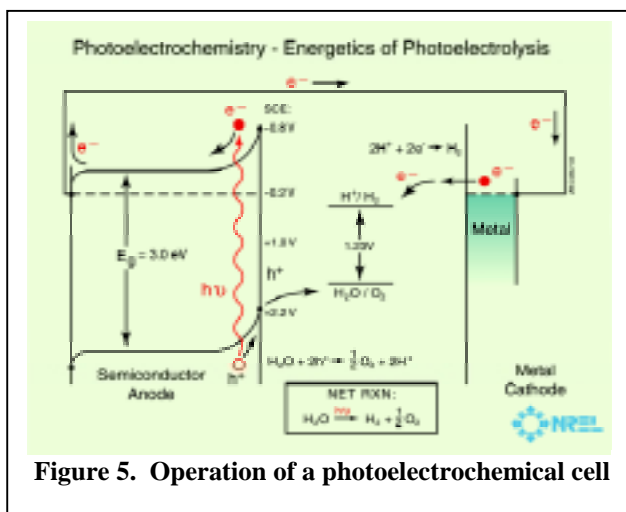 Photoelectrochemistry - Energetics of Photoelectrolysis
e⁻
e⁻
SCE:
-0.8V
e⁻
2H⁺ + 2e⁻ → H₂
e⁻
e⁻
-0.2V
H⁺/H₂
Metal
1.23V
E_g = 3.0 eV
hυ
h⁺
H₂O/O₂
+2.2V
H₂O + 2h⁺ → ½ O₂ + 2H⁺
h⁺
Semiconductor
Anode
Metal
Cathode
NET RXN:
H₂O hυ → H₂ + ½ O₂
NREL
Figure 5. Operation of a photoelectrochemical cell